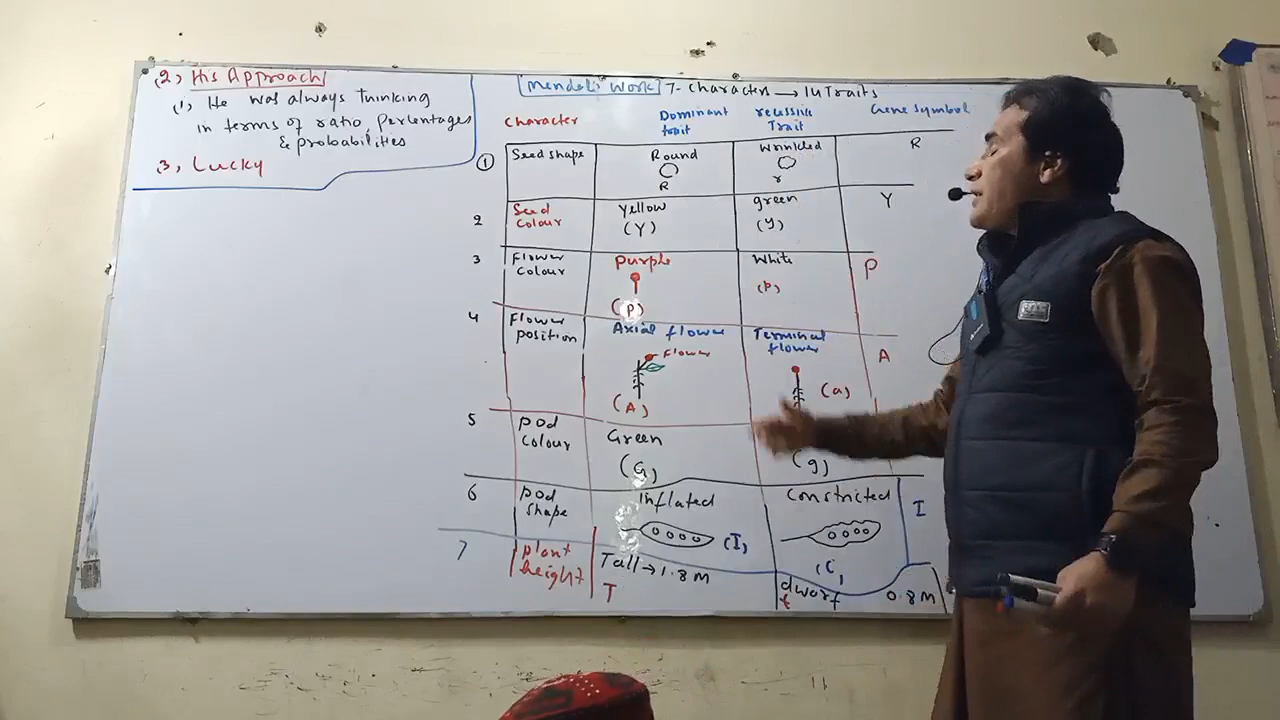 (2) His Approach
(1) He was always thinking
in terms of ratio Percentages
& probabilities
3, Lucky
Mendel's work 7- Characters → 14 Traits
Character Dominant trait recessive Trait Gene Symbol
① Seed shape Round R Wrinkled r R
2 Seed colour yellow (Y) green (y) Y
3 Flower colour Purple (P) White (p) P
4 Flower position Axial flower Flower (A) Terminal flower (a) A
5 pod colour Green (G) (g)
6 pod shape Inflated (I) Constricted I
7 plant height Tall → 1.8 M T dwarf t 0.8 M